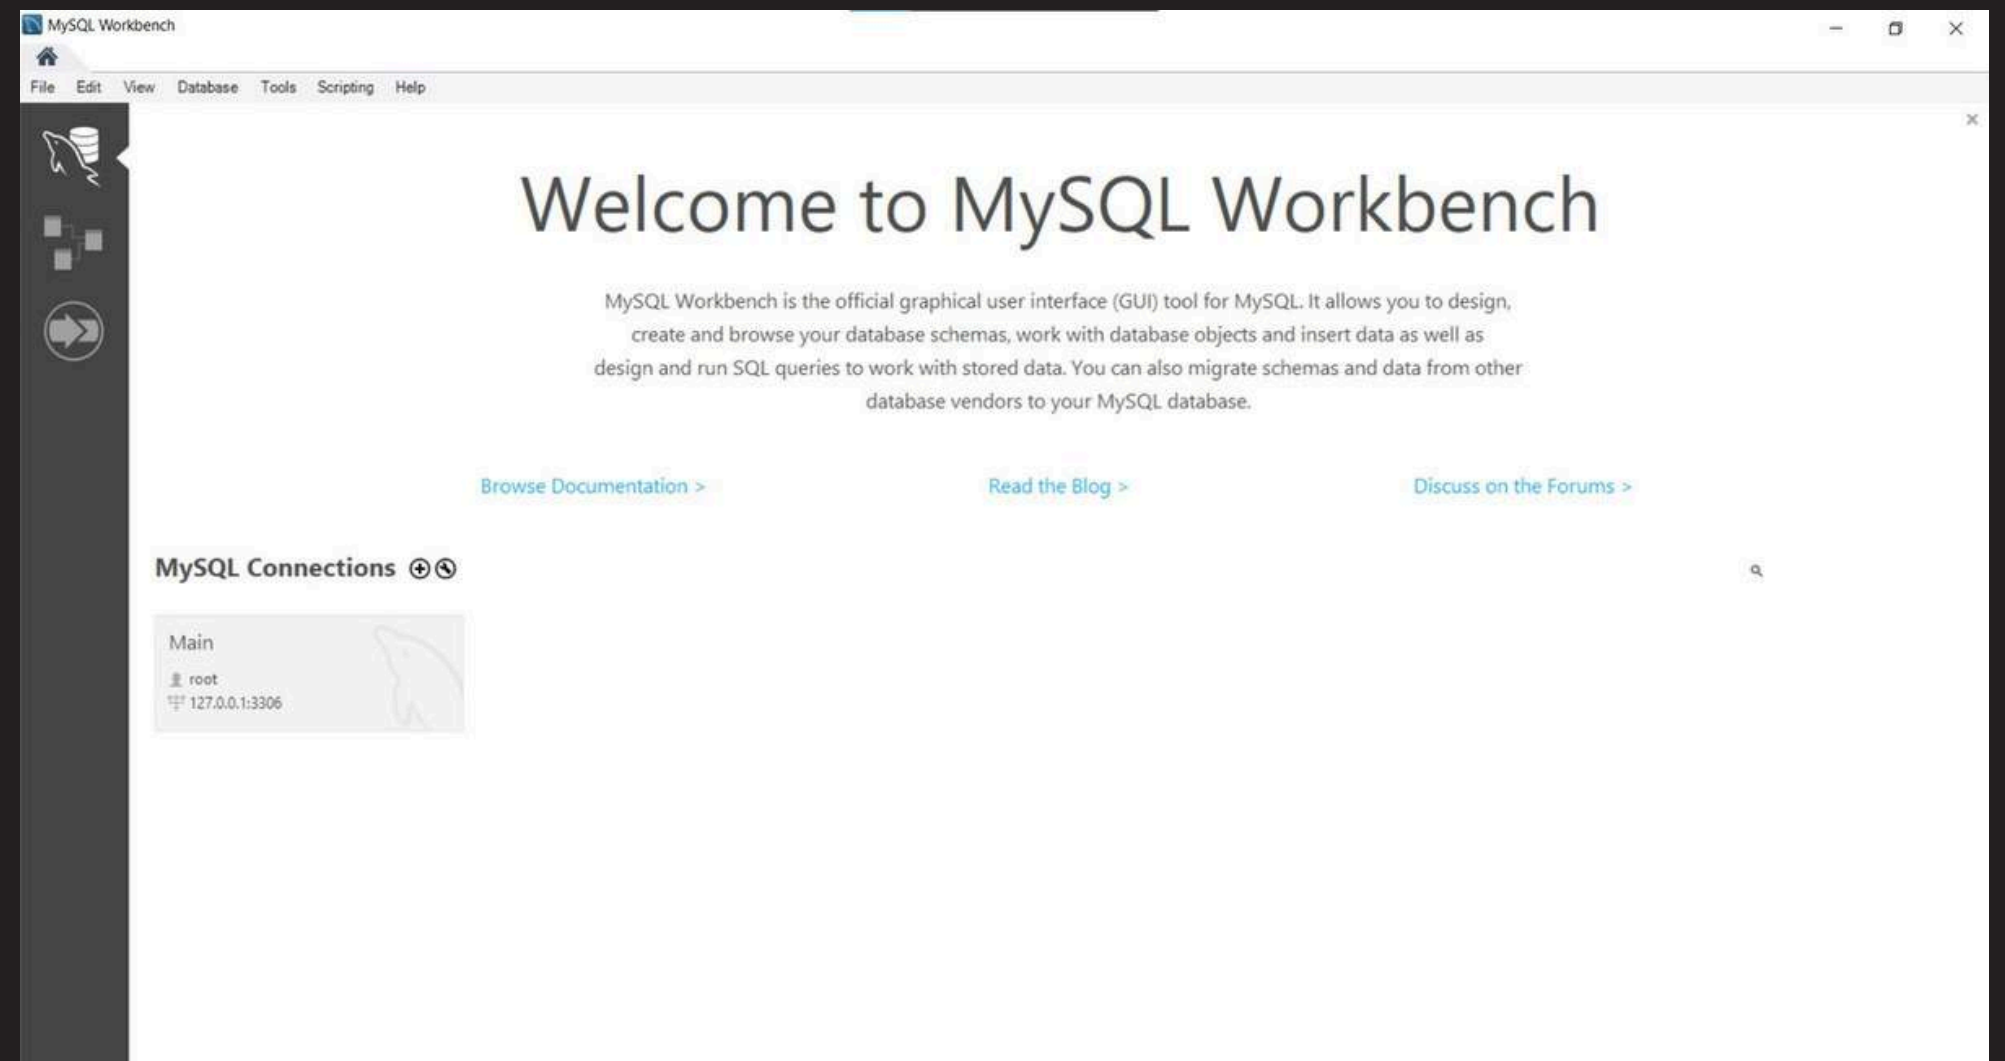 MySQL Workbench
File Edit View Database Tools Scripting Help
Welcome to MySQL Workbench
MySQL Workbench is the official graphical user interface (GUI) tool for MySQL. It allows you to design,
create and browse your database schemas, work with database objects and insert data as well as
design and run SQL queries to work with stored data. You can also migrate schemas and data from other
database vendors to your MySQL database.
Browse Documentation > Read the Blog > Discuss on the Forums >
MySQL Connections
Main
root
127.0.0.1:3306